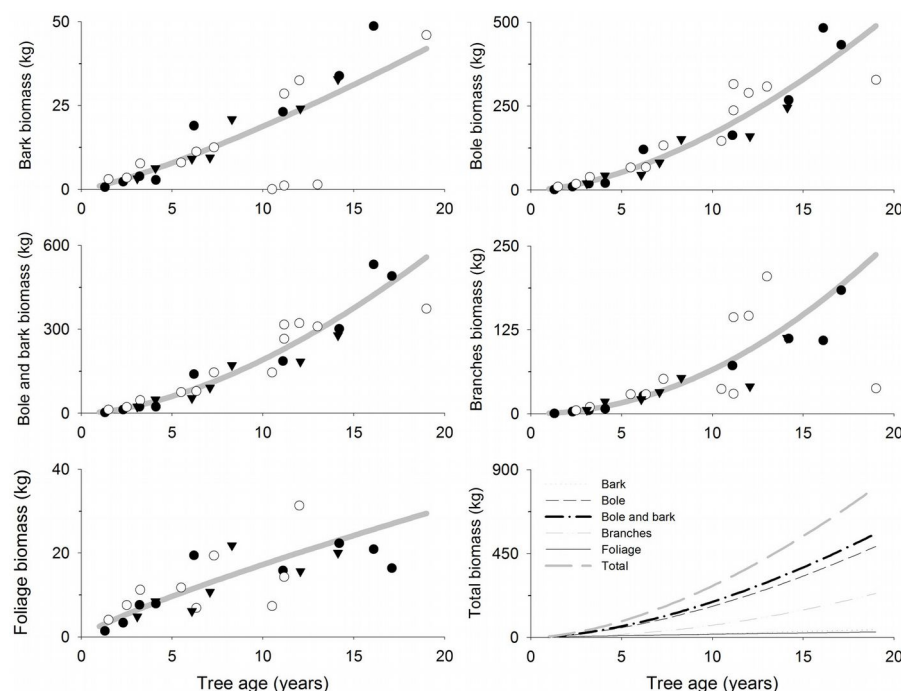 Bark biomass (kg)
50
25
0
0 5 10 15 20
Bole biomass (kg)
500
250
0
0 5 10 15 20
Bole and bark biomass (kg)
600
300
0
0 5 10 15 20
Branches biomass (kg)
250
125
0
0 5 10 15 20
Foliage biomass (kg)
40
20
0
0 5 10 15 20
Tree age (years)
Total biomass (kg)
900
450
0
Bark
Bole
Bole and bark
Branches
Foliage
Total
0 5 10 15 20
Tree age (years)